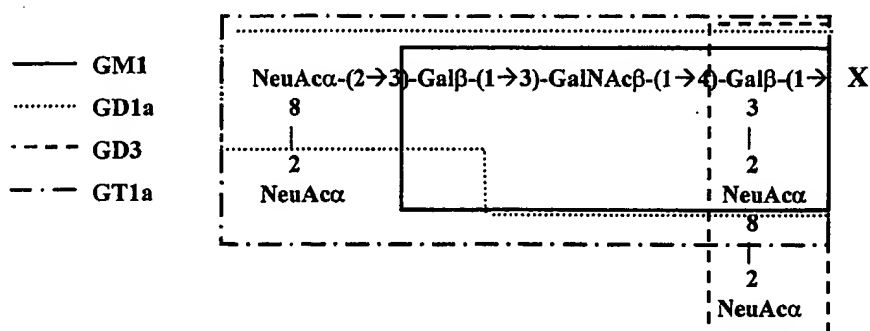 GM1
GD1a
GD3
GT1a
NeuAcα-(2→3)-Galβ-(1→3)-GalNAcβ-(1→4)-Galβ-(1→ X
8 3
| |
2 2
NeuAcα NeuAcα
8
|
2
NeuAcα